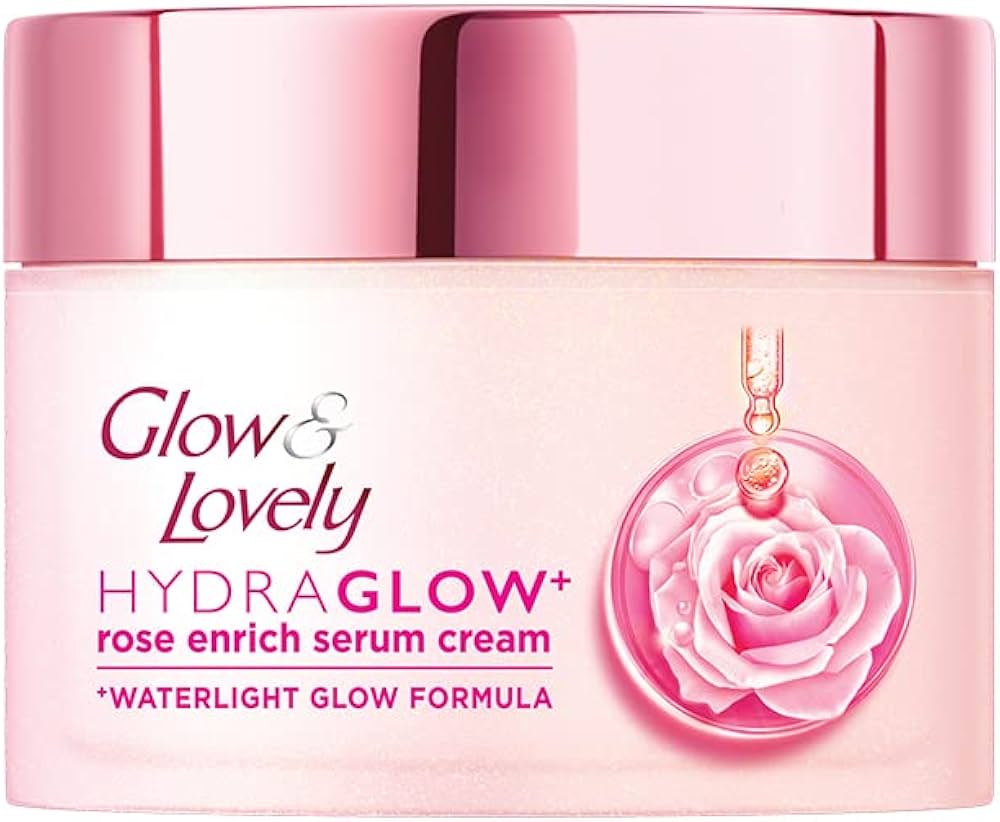 Glow &
Lovely
HYDRAGLOW+
rose enrich serum cream
+WATERLIGHT GLOW FORMULA